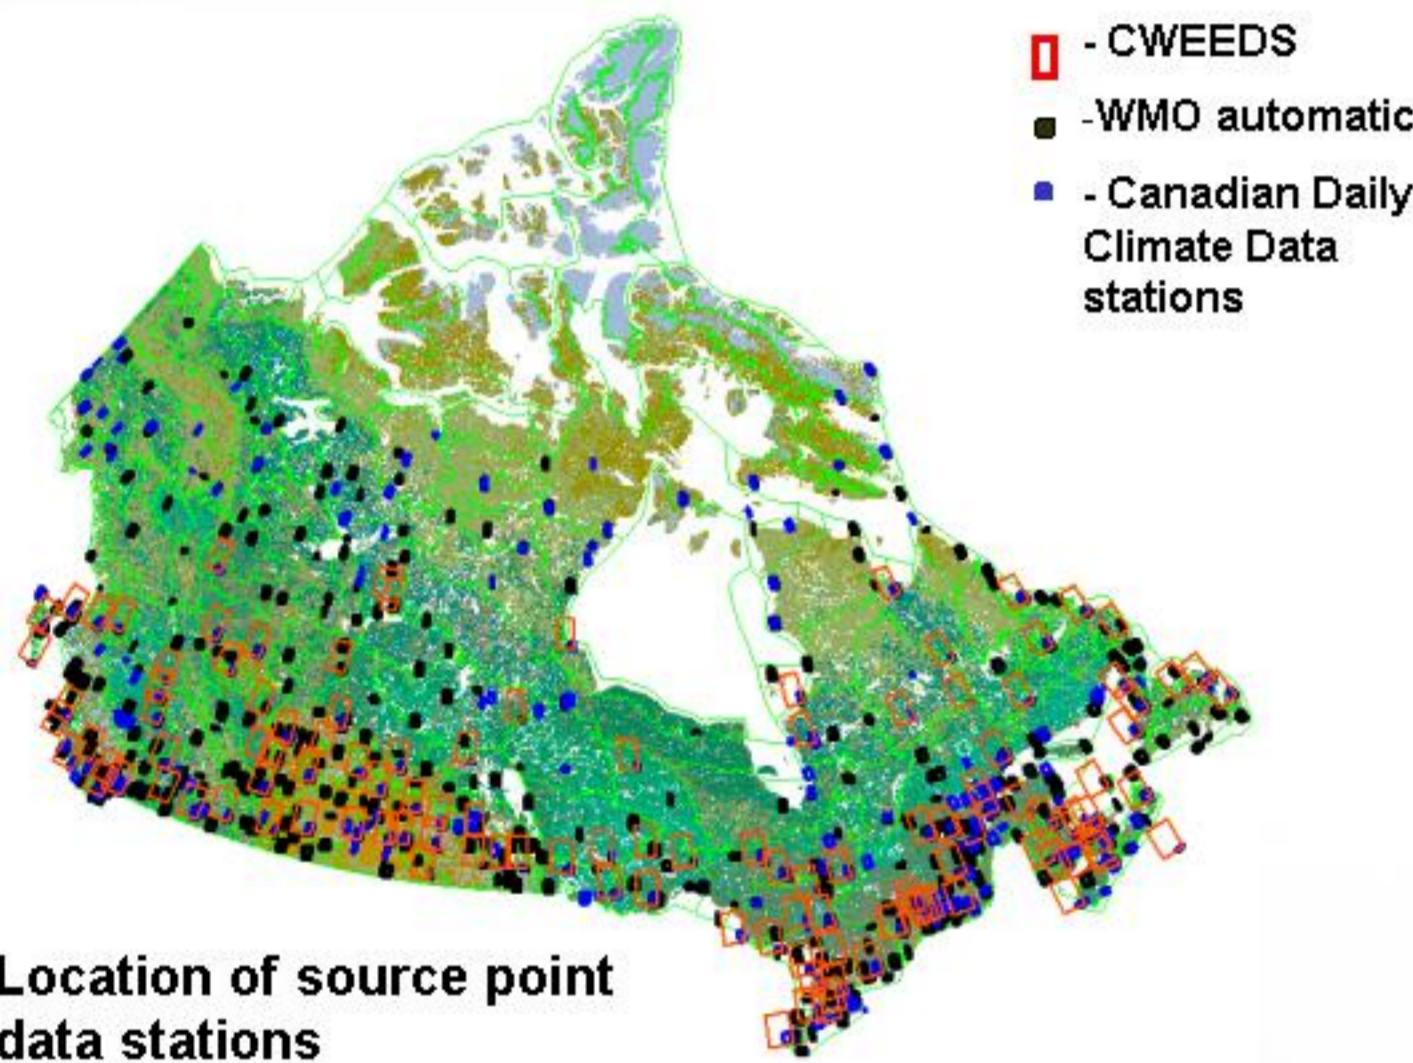 - CWEEDS
-WMO automatic
- Canadian Daily
Climate Data
stations
Location of source point
data stations